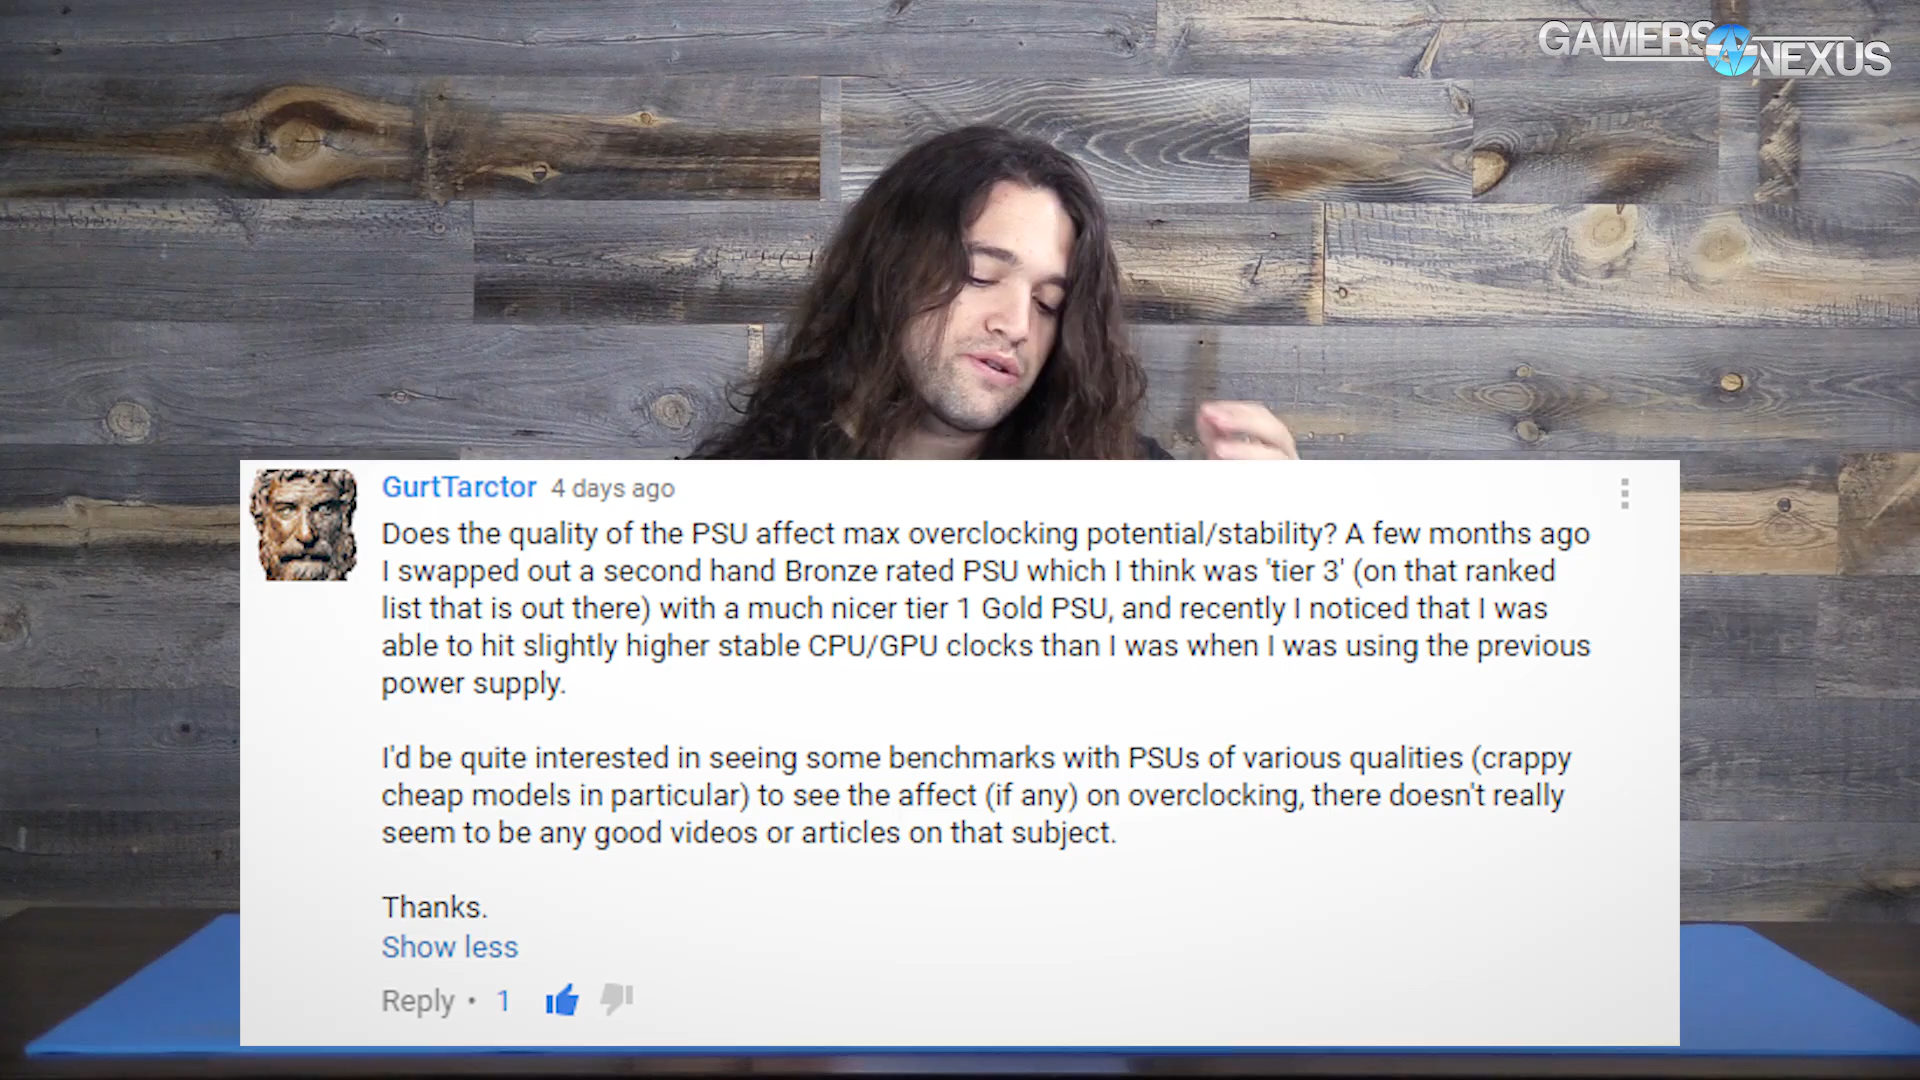 GAMERS NEXUS
GurtTarctor 4 days ago
Does the quality of the PSU affect max overclocking potential/stability? A few months ago
I swapped out a second hand Bronze rated PSU which I think was 'tier 3' (on that ranked
list that is out there) with a much nicer tier 1 Gold PSU, and recently I noticed that I was
able to hit slightly higher stable CPU/GPU clocks than I was when I was using the previous
power supply.
I'd be quite interested in seeing some benchmarks with PSUs of various qualities (crappy
cheap models in particular) to see the affect (if any) on overclocking, there doesn't really
seem to be any good videos or articles on that subject.
Thanks.
Show less
Reply • 1